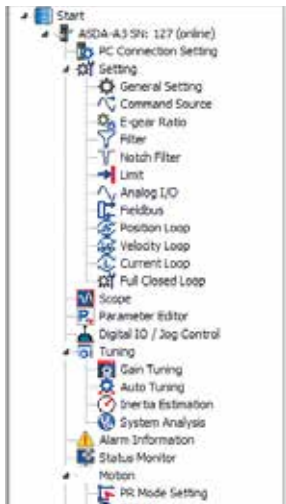 Start
ASDA-A3 SN: 127 (online)
PC Connection Setting
Setting
General Setting
Command Source
E-gear Ratio
Filter
Notch Filter
Limit
Analog I/O
Fieldbus
Position Loop
Velocity Loop
Current Loop
Full Closed Loop
Scope
Parameter Editor
Digital IO / Jog Control
Tuning
Gain Tuning
Auto Tuning
Inertia Estimation
System Analysis
Alarm Information
Status Monitor
Motion
PR Mode Setting